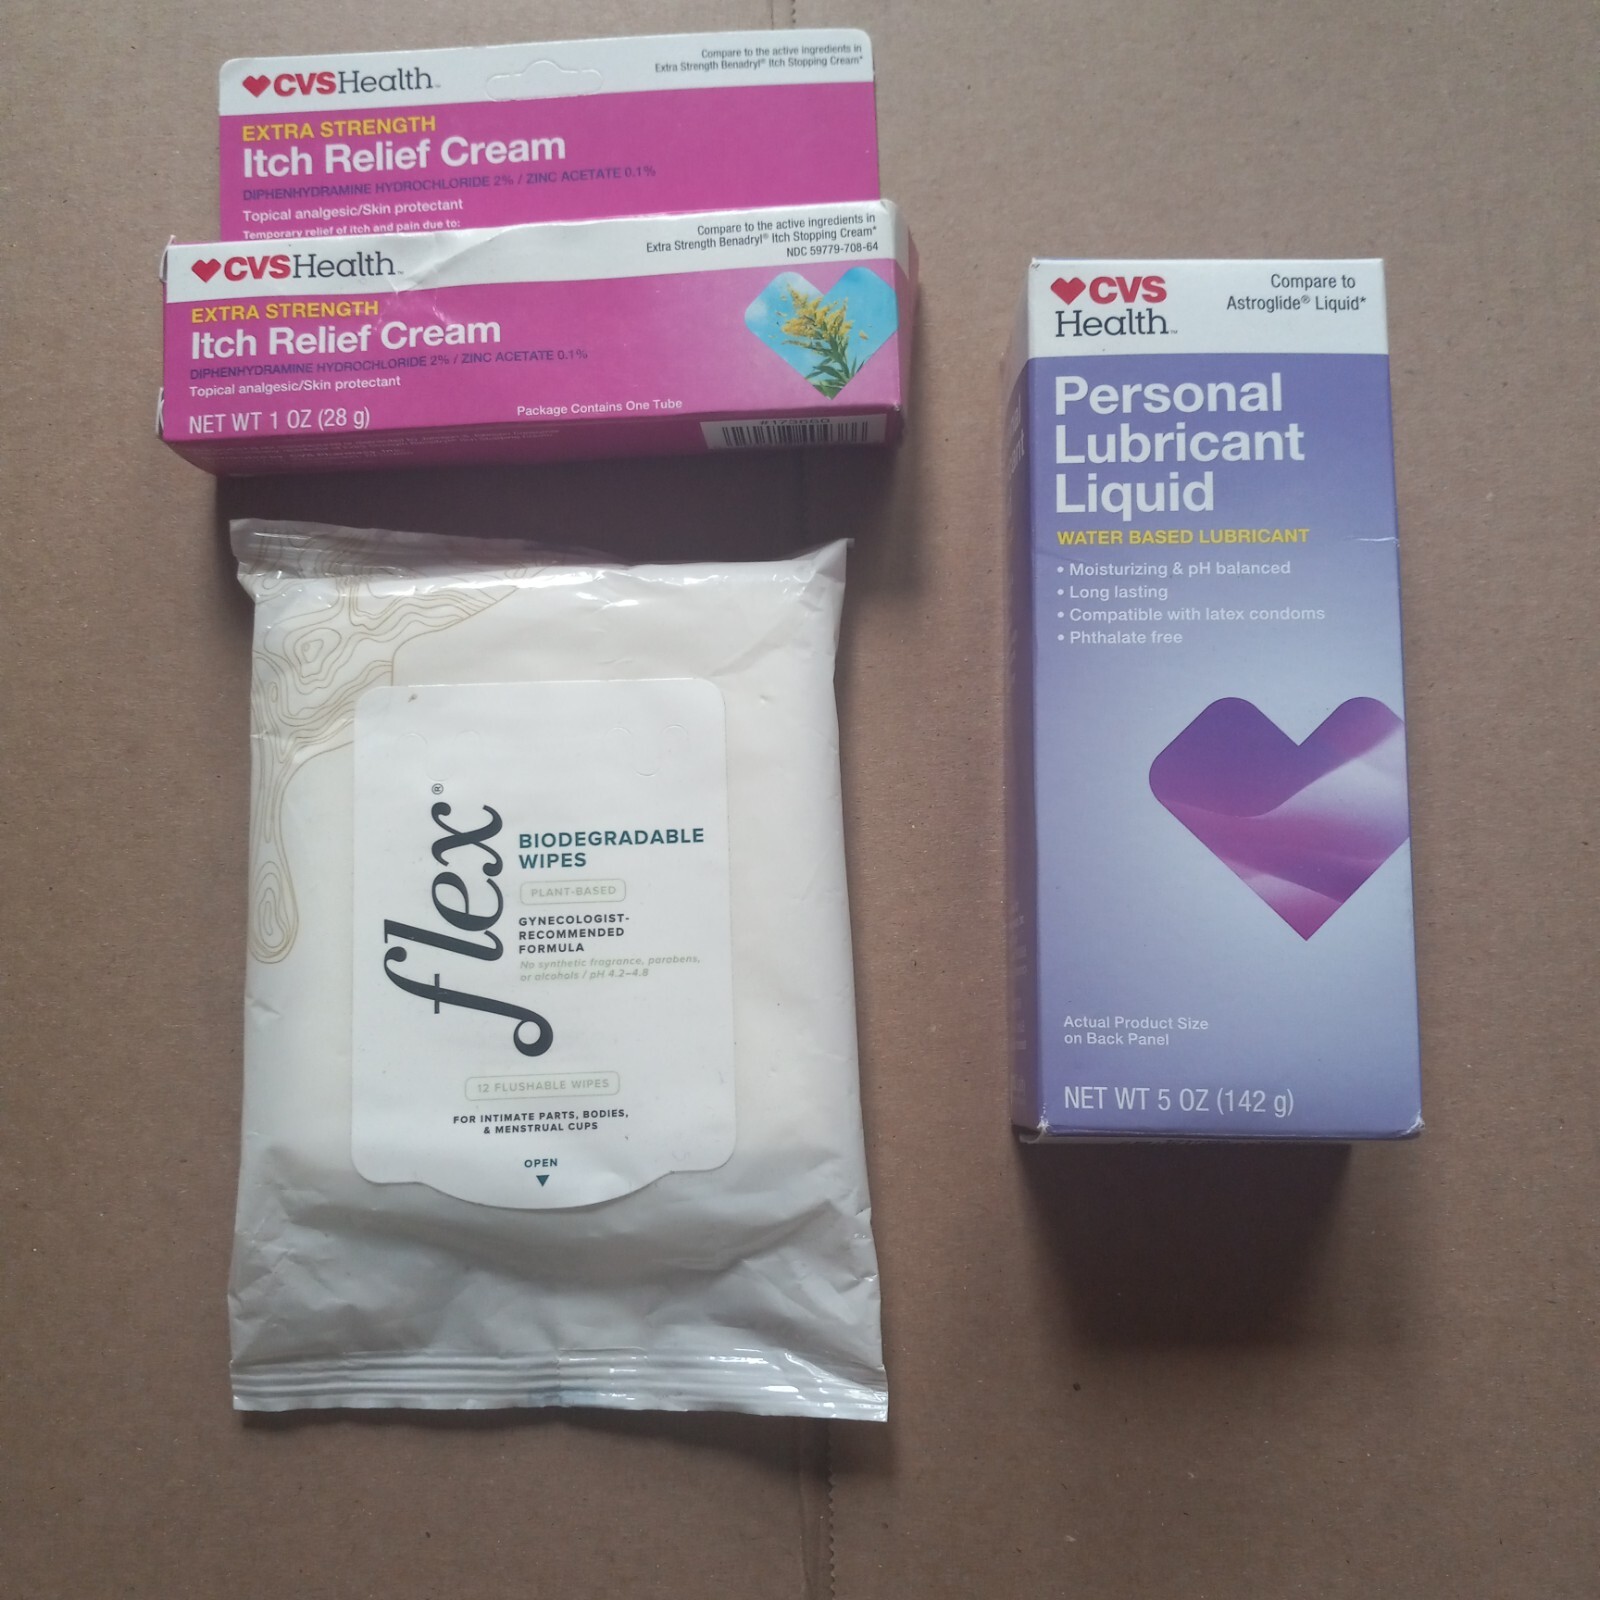 CVSHealth™
Compare to the active ingredients in
Extra Strength Benadryl® Itch Stopping Cream*
EXTRA STRENGTH
Itch Relief Cream
DIPHENHYDRAMINE HYDROCHLORIDE 2% / ZINC ACETATE 0.1%
Topical analgesic/Skin protectant
Temporary relief of itch and pain due to:
CVSHealth™
Compare to the active ingredients in
Extra Strength Benadryl® Itch Stopping Cream*
NDC 59779-708-64
EXTRA STRENGTH
Itch Relief Cream
DIPHENHYDRAMINE HYDROCHLORIDE 2% / ZINC ACETATE 0.1%
Topical analgesic/Skin protectant
NET WT 1 OZ (28 g)
Package Contains One Tube
#173660
flex®
BIODEGRADABLE
WIPES
PLANT-BASED
GYNECOLOGIST-
RECOMMENDED
FORMULA
No synthetic fragrance, parabens,
or alcohols / pH 4.2–4.8
12 FLUSHABLE WIPES
FOR INTIMATE PARTS, BODIES,
& MENSTRUAL CUPS
OPEN
CVS
Health™
Compare to
Astroglide® Liquid*
Personal
Lubricant
Liquid
WATER BASED LUBRICANT
• Moisturizing & pH balanced
• Long lasting
• Compatible with latex condoms
• Phthalate free
Actual Product Size
on Back Panel
NET WT 5 OZ (142 g)